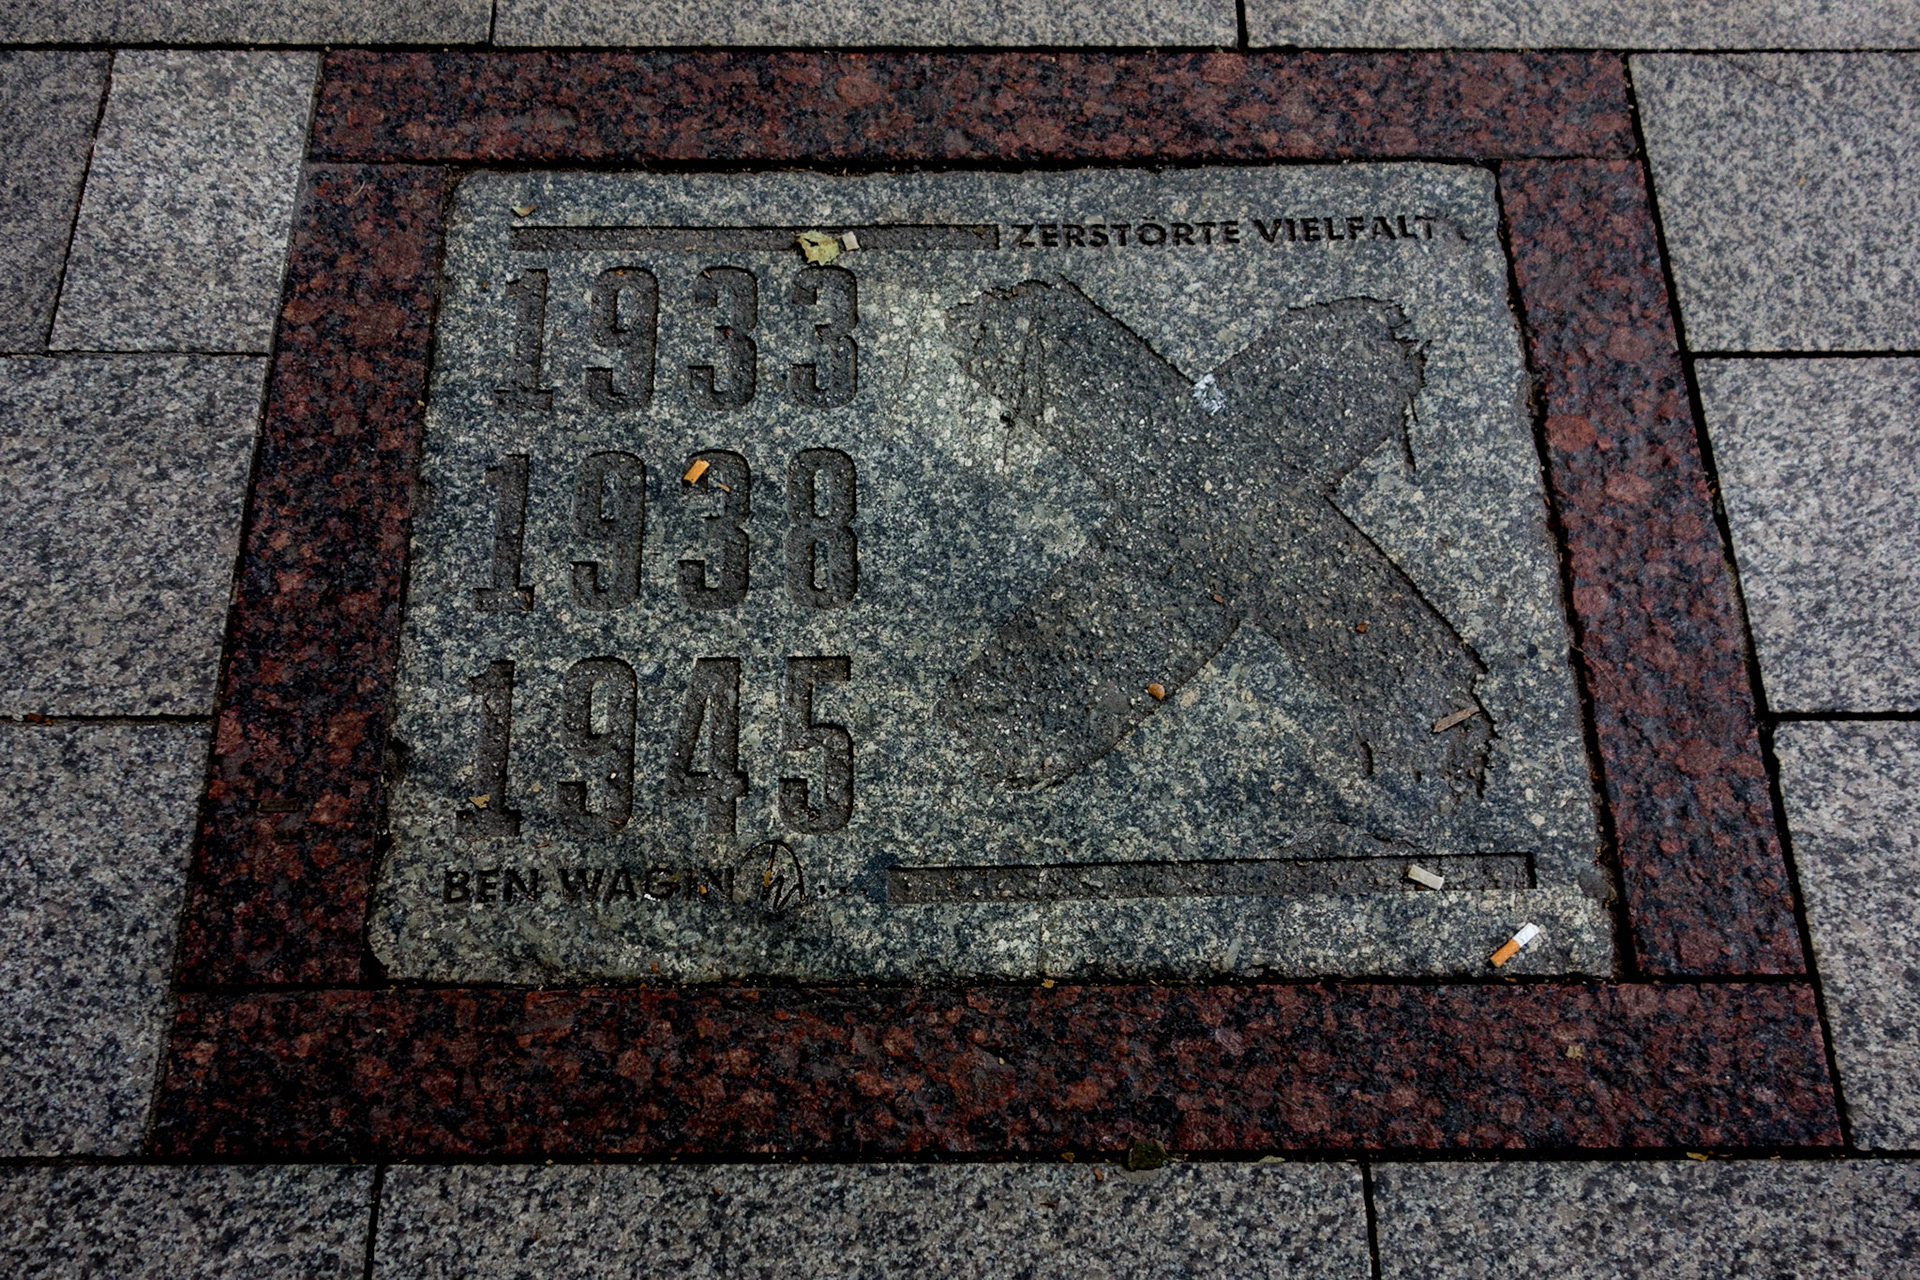 ZERSTÖRTE VIELFALT
1933
1938
1945
BEN WAGIN